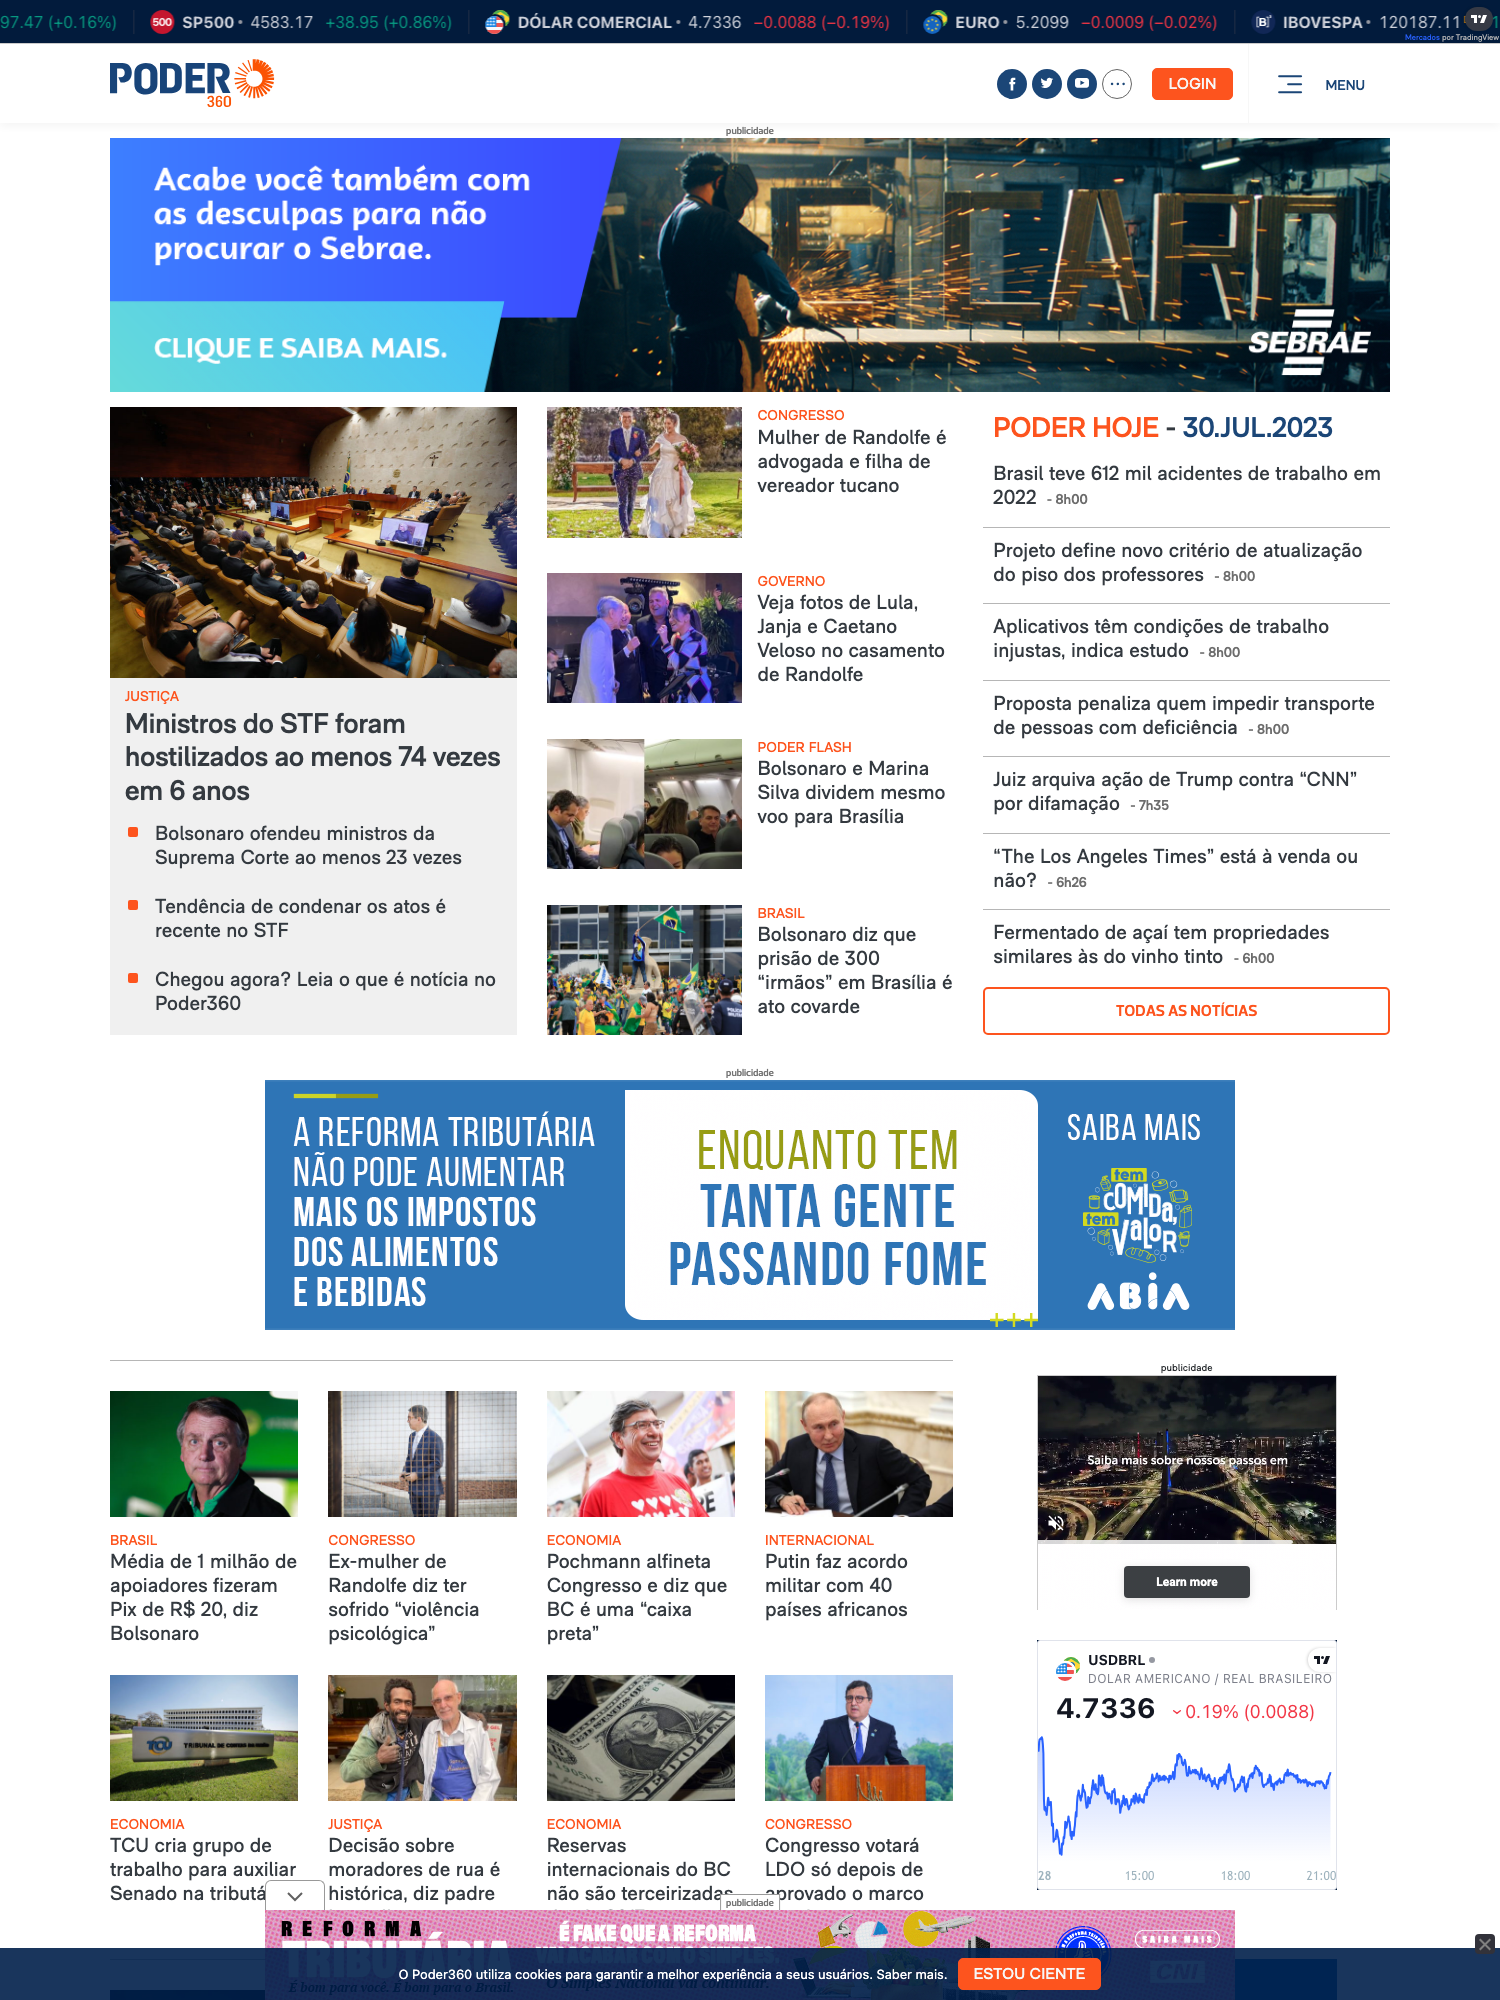 97.47 (+0.16%)
500 SP500 4583.17 +38.95 (+0.86%)
DÓLAR COMERCIAL 4.7336 −0.0088 (−0.19%)
EURO 5.2099 −0.0009 (−0.02%)
IBOVESPA 120187.11
Mercados por TradingView
PODER
360
LOGIN
MENU
publicidade
Acabe você também com
as desculpas para não
procurar o Sebrae.
CLIQUE E SAIBA MAIS.
SEBRAE
JUSTIÇA
Ministros do STF foram
hostilizados ao menos 74 vezes
em 6 anos
Bolsonaro ofendeu ministros da
Suprema Corte ao menos 23 vezes
Tendência de condenar os atos é
recente no STF
Chegou agora? Leia o que é notícia no
Poder360
CONGRESSO
Mulher de Randolfe é
advogada e filha de
vereador tucano
GOVERNO
Veja fotos de Lula,
Janja e Caetano
Veloso no casamento
de Randolfe
PODER FLASH
Bolsonaro e Marina
Silva dividem mesmo
voo para Brasília
BRASIL
Bolsonaro diz que
prisão de 300
“irmãos” em Brasília é
ato covarde
PODER HOJE - 30.JUL.2023
Brasil teve 612 mil acidentes de trabalho em
2022 - 8h00
Projeto define novo critério de atualização
do piso dos professores - 8h00
Aplicativos têm condições de trabalho
injustas, indica estudo - 8h00
Proposta penaliza quem impedir transporte
de pessoas com deficiência - 8h00
Juiz arquiva ação de Trump contra “CNN”
por difamação - 7h35
“The Los Angeles Times” está à venda ou
não? - 6h26
Fermentado de açaí tem propriedades
similares às do vinho tinto - 6h00
TODAS AS NOTÍCIAS
publicidade
A REFORMA TRIBUTÁRIA
NÃO PODE AUMENTAR
MAIS OS IMPOSTOS
DOS ALIMENTOS
E BEBIDAS
ENQUANTO TEM
TANTA GENTE
PASSANDO FOME
SAIBA MAIS
tem
COMIDA,
tem
VALOR
ABIA
BRASIL
Média de 1 milhão de
apoiadores fizeram
Pix de R$ 20, diz
Bolsonaro
CONGRESSO
Ex-mulher de
Randolfe diz ter
sofrido “violência
psicológica”
ECONOMIA
Pochmann alfineta
Congresso e diz que
BC é uma “caixa
preta”
INTERNACIONAL
Putin faz acordo
militar com 40
países africanos
publicidade
Saiba mais sobre nossos passos em
Learn more
USDBRL
DOLAR AMERICANO / REAL BRASILEIRO
4.7336 0.19% (0.0088)
28 15:00 18:00 21:00
TCU TRIBUNAL DE CONTAS DA UNIÃO
ECONOMIA
TCU cria grupo de
trabalho para auxiliar
Senado na tributá
JUSTIÇA
Decisão sobre
moradores de rua é
histórica, diz padre
ECONOMIA
Reservas
internacionais do BC
não são terceirizadas
CONGRESSO
Congresso votará
LDO só depois de
aprovado o marco
publicidade
REFORMA
TRIBUTÁRIA
É bom para você. É bom para o Brasil.
É FAKE QUE A REFORMA
SAIBA MAIS
CNI
O Poder360 utiliza cookies para garantir a melhor experiência a seus usuários. Saber mais.
ESTOU CIENTE